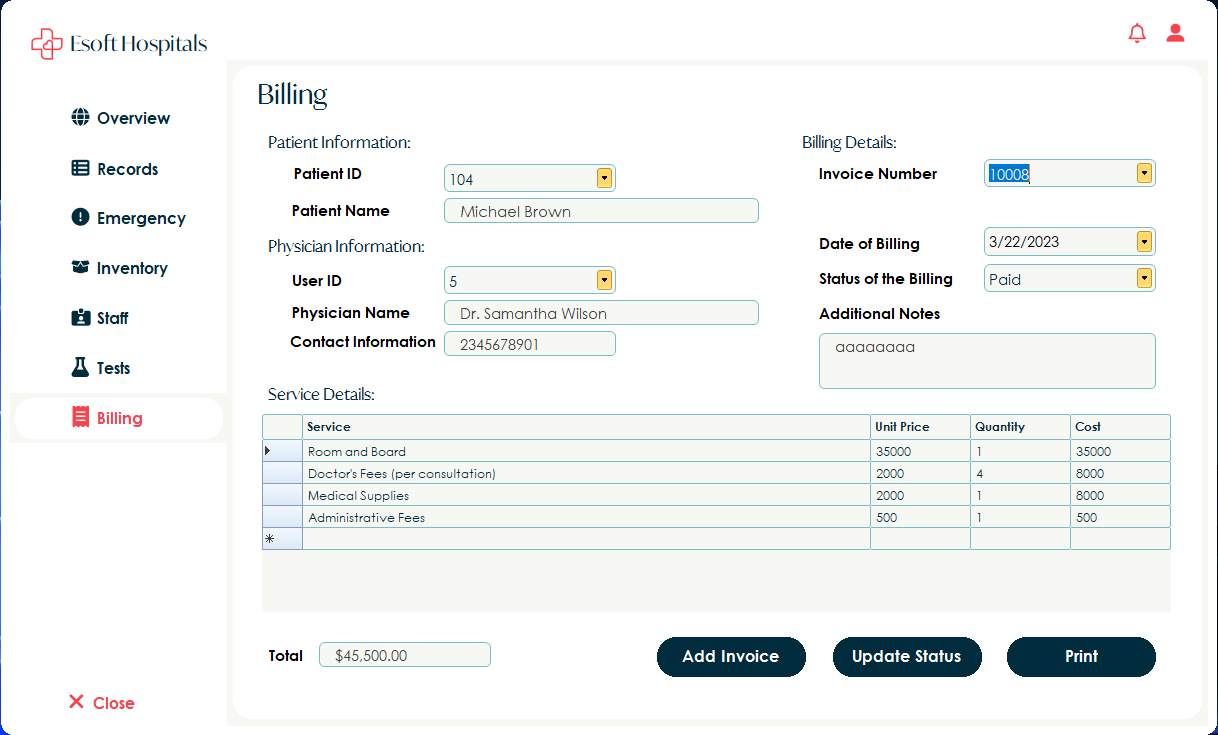 Esoft Hospitals
Overview
Records
Emergency
Inventory
Staff
Tests
Billing
Close
Billing
Patient Information:
Patient ID 104
Patient Name Michael Brown
Physician Information:
User ID 5
Physician Name Dr. Samantha Wilson
Contact Information 2345678901
Billing Details:
Invoice Number 10008
Date of Billing 3/22/2023
Status of the Billing Paid
Additional Notes
aaaaaaaa
Service Details:
Service Unit Price Quantity Cost
Room and Board 35000 1 35000
Doctor's Fees (per consultation) 2000 4 8000
Medical Supplies 2000 1 8000
Administrative Fees 500 1 500
Total $45,500.00
Add Invoice Update Status Print